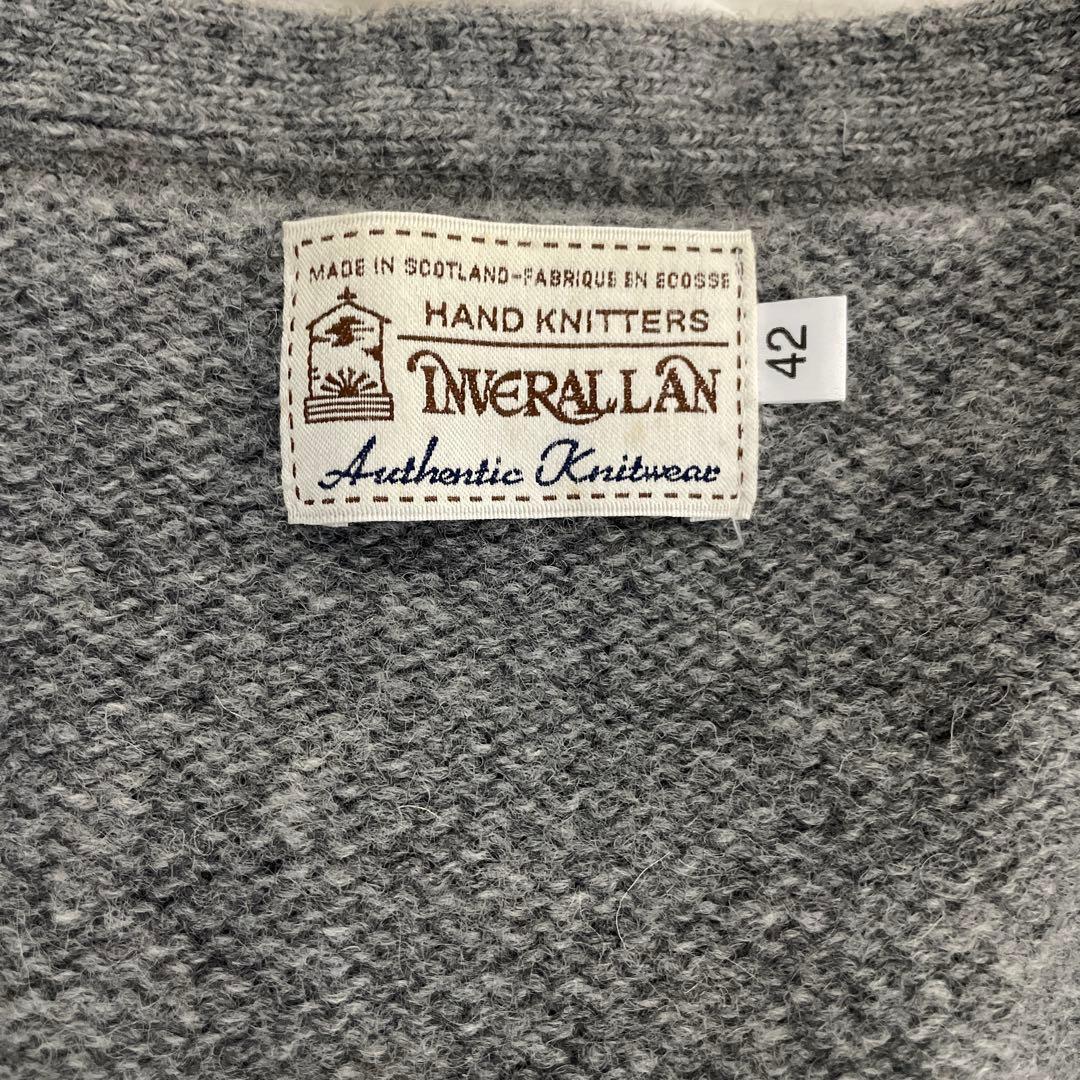 MADE IN SCOTLAND-FABRIQUE EN ECOSSE
HAND KNITTERS
INVERALLAN
Authentic Knitwear
42